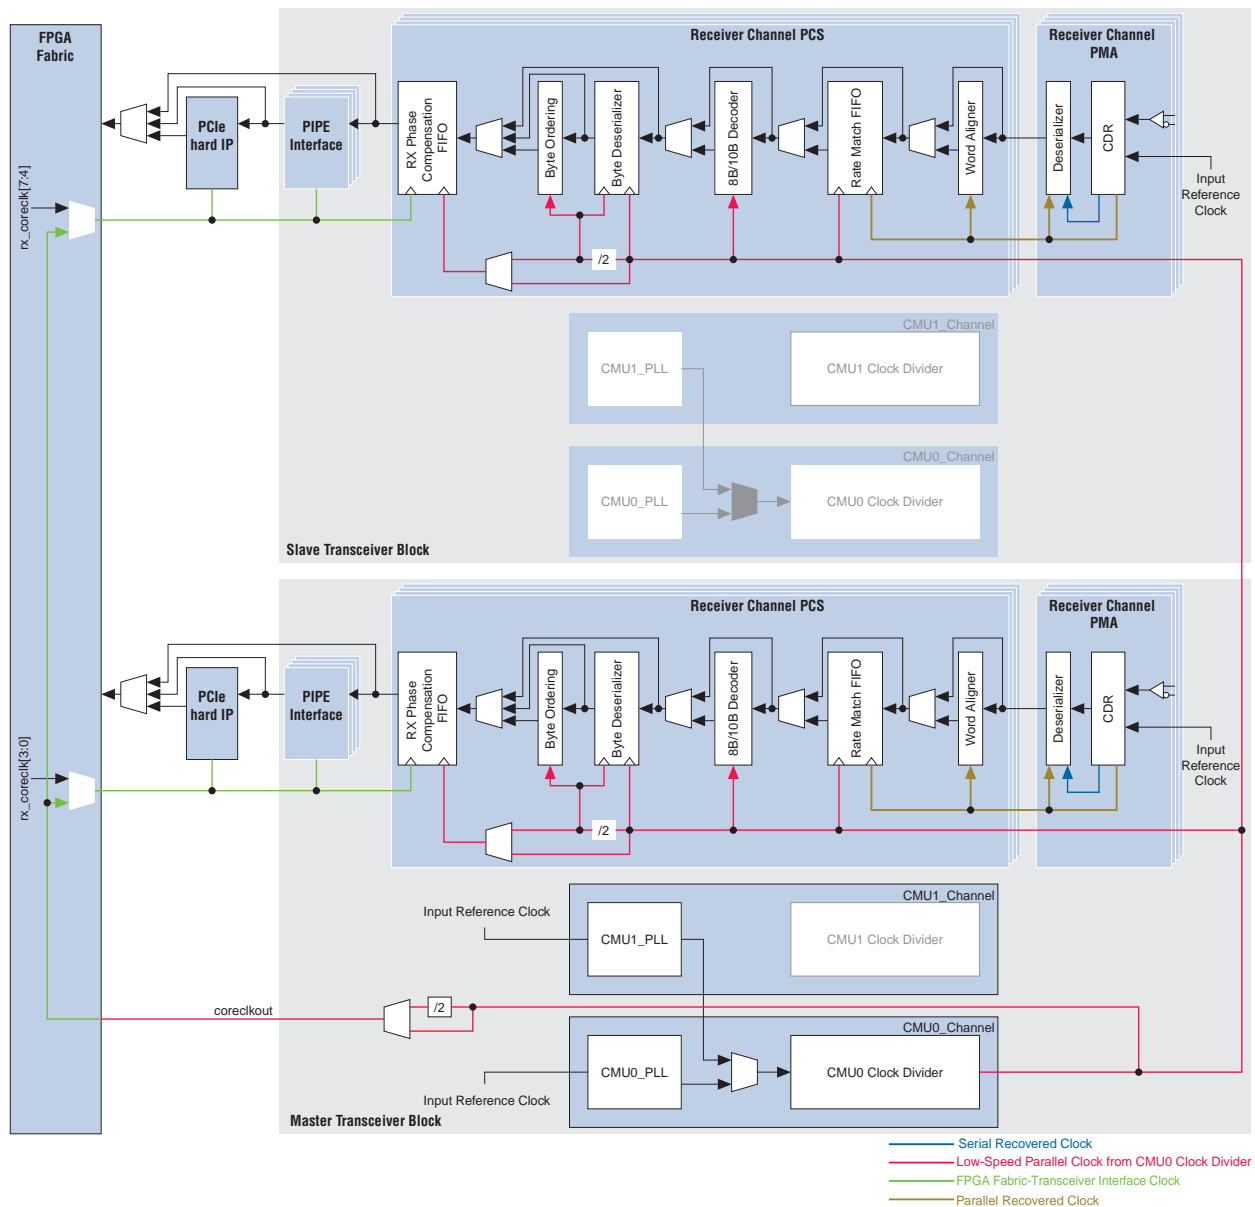 FPGA
Fabric
Receiver Channel PCS
Receiver Channel
PMA
PCIe
hard IP
PIPE
Interface
RX Phase
Compensation
FIFO
Byte Ordering
Byte Deserializer
8B/10B Decoder
Rate Match FIFO
Word Aligner
Deserializer
CDR
Input
Reference
Clock
rx_coreclk[7:4]
/2
CMU1_Channel
CMU1_PLL
CMU1 Clock Divider
CMU0_Channel
CMU0_PLL
CMU0 Clock Divider
Slave Transceiver Block
Receiver Channel PCS
Receiver Channel
PMA
PCIe
hard IP
PIPE
Interface
RX Phase
Compensation
FIFO
Byte Ordering
Byte Deserializer
8B/10B Decoder
Rate Match FIFO
Word Aligner
Deserializer
CDR
Input
Reference
Clock
rx_coreclk[3:0]
/2
CMU1_Channel
Input Reference Clock
CMU1_PLL
CMU1 Clock Divider
coreclkout
/2
CMU0_Channel
CMU0_PLL
CMU0 Clock Divider
Input Reference Clock
Master Transceiver Block
Serial Recovered Clock
Low-Speed Parallel Clock from CMU0 Clock Divider
FPGA Fabric-Transceiver Interface Clock
Parallel Recovered Clock